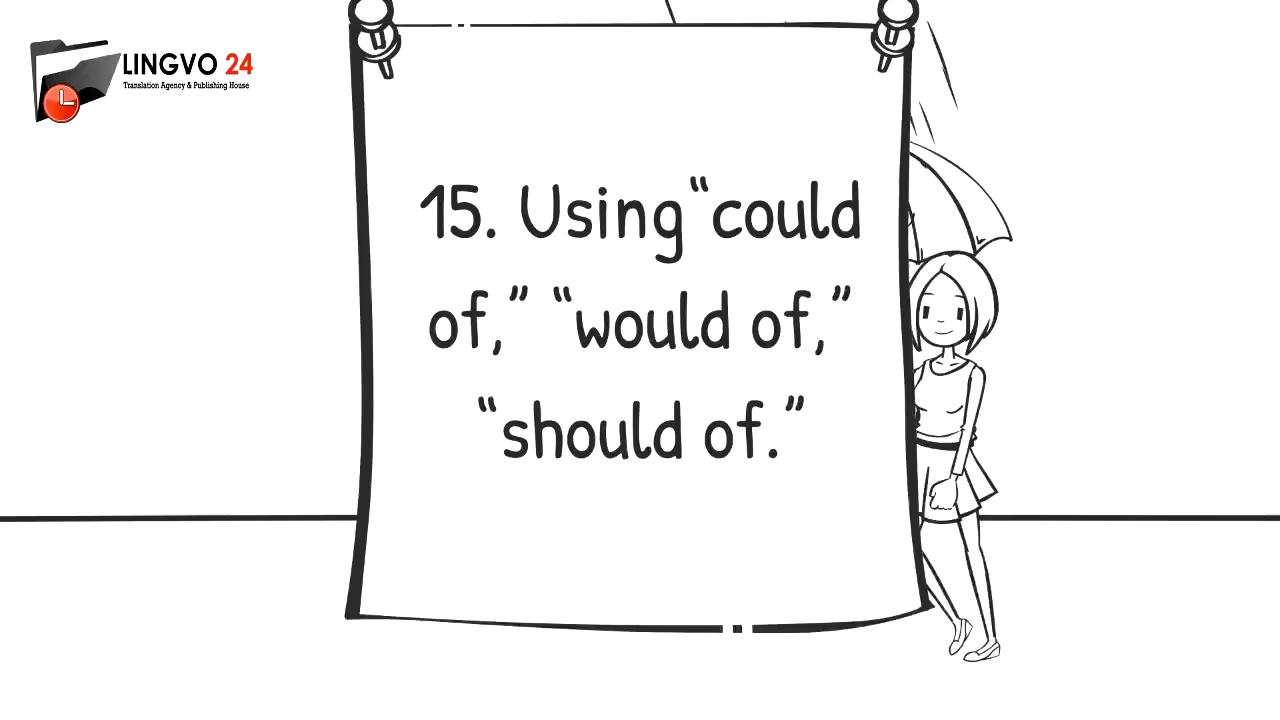 LINGVO 24
Translation Agency & Publishing House
15. Using “could
of,” “would of,”
“should of.”